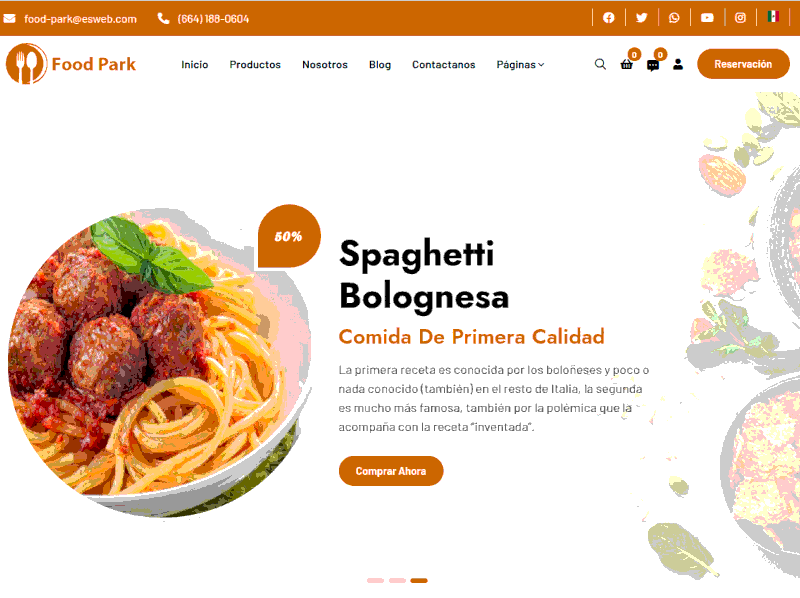 food-park@esweb.com (664) 188-0604
Food Park Inicio Productos Nosotros Blog Contactanos Páginas 0 0 Reservación
50%
Spaghetti
Bolognesa
Comida De Primera Calidad
La primera receta es conocida por los boloñeses y poco o
nada conocido (también) en el resto de Italia, la segunda
es mucho más famosa, también por la polémica que la
acompaña con la receta “inventada”.
Comprar Ahora